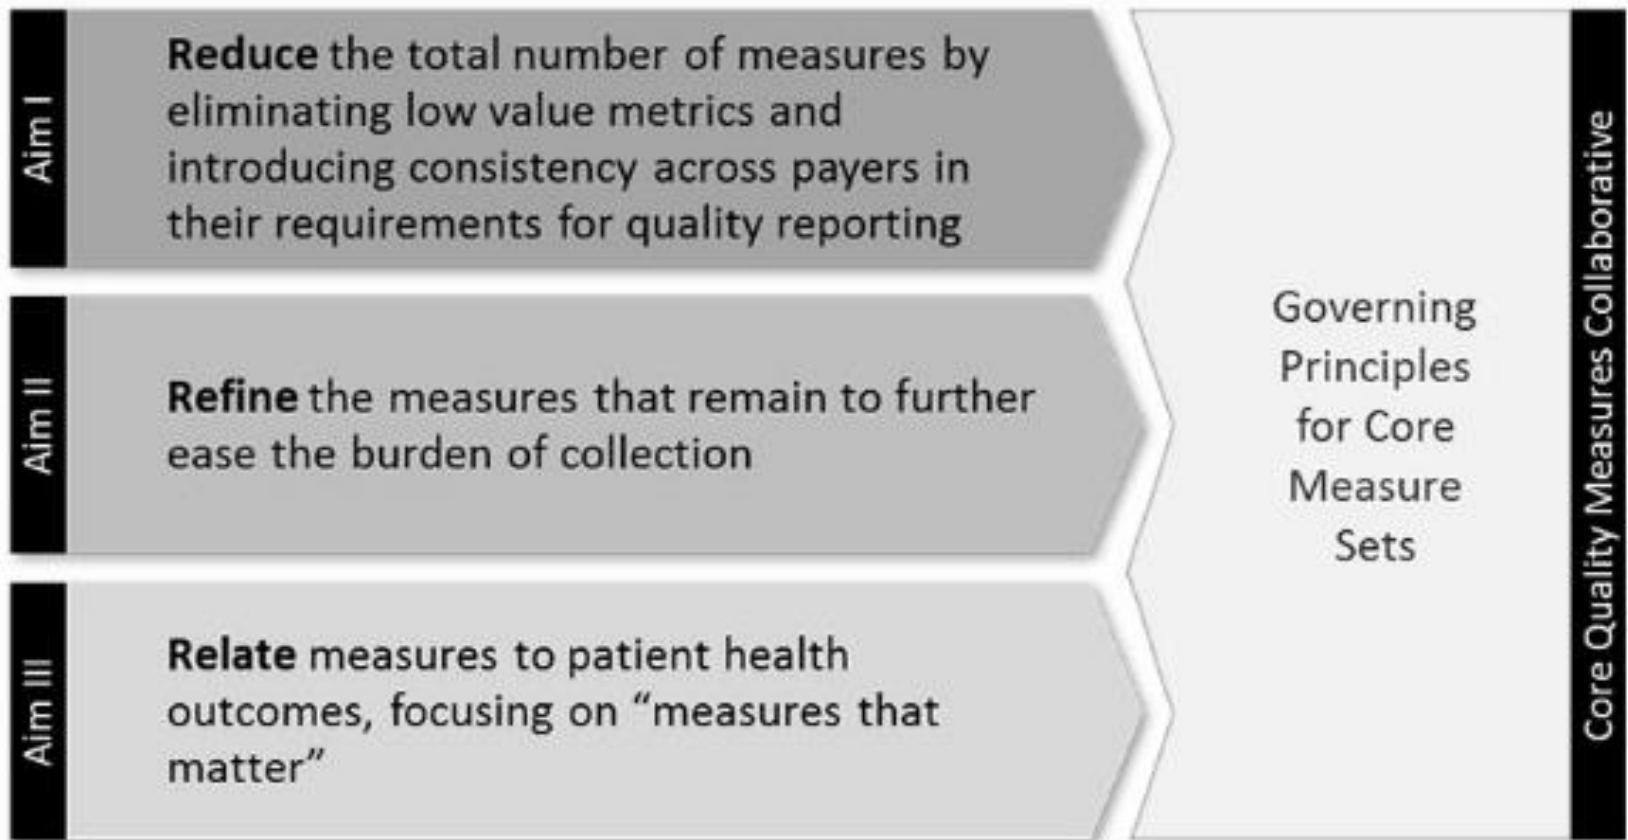 Aim I
Reduce the total number of measures by
eliminating low value metrics and
introducing consistency across payers in
their requirements for quality reporting
Aim II
Refine the measures that remain to further
ease the burden of collection
Aim III
Relate measures to patient health
outcomes, focusing on “measures that
matter”
Governing
Principles
for Core
Measure
Sets
Core Quality Measures Collaborative